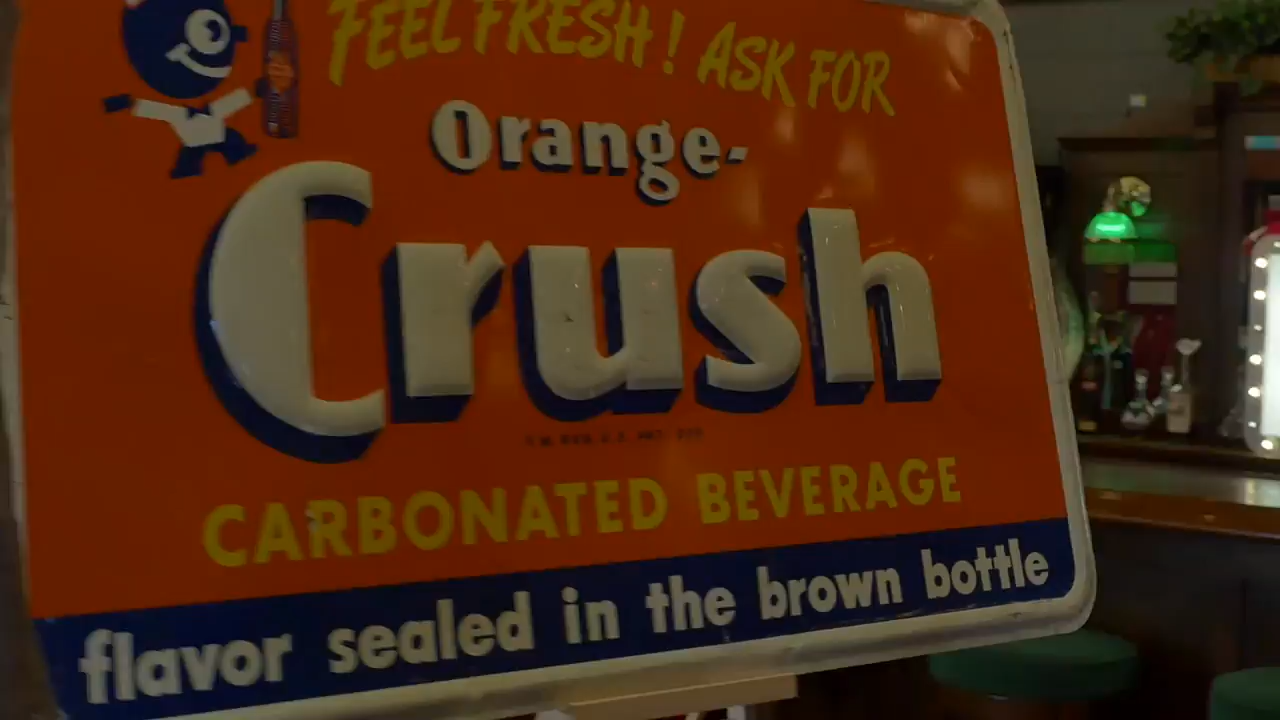 FEEL FRESH! ASK FOR
Orange-
Crush
CARBONATED BEVERAGE
flavor sealed in the brown bottle